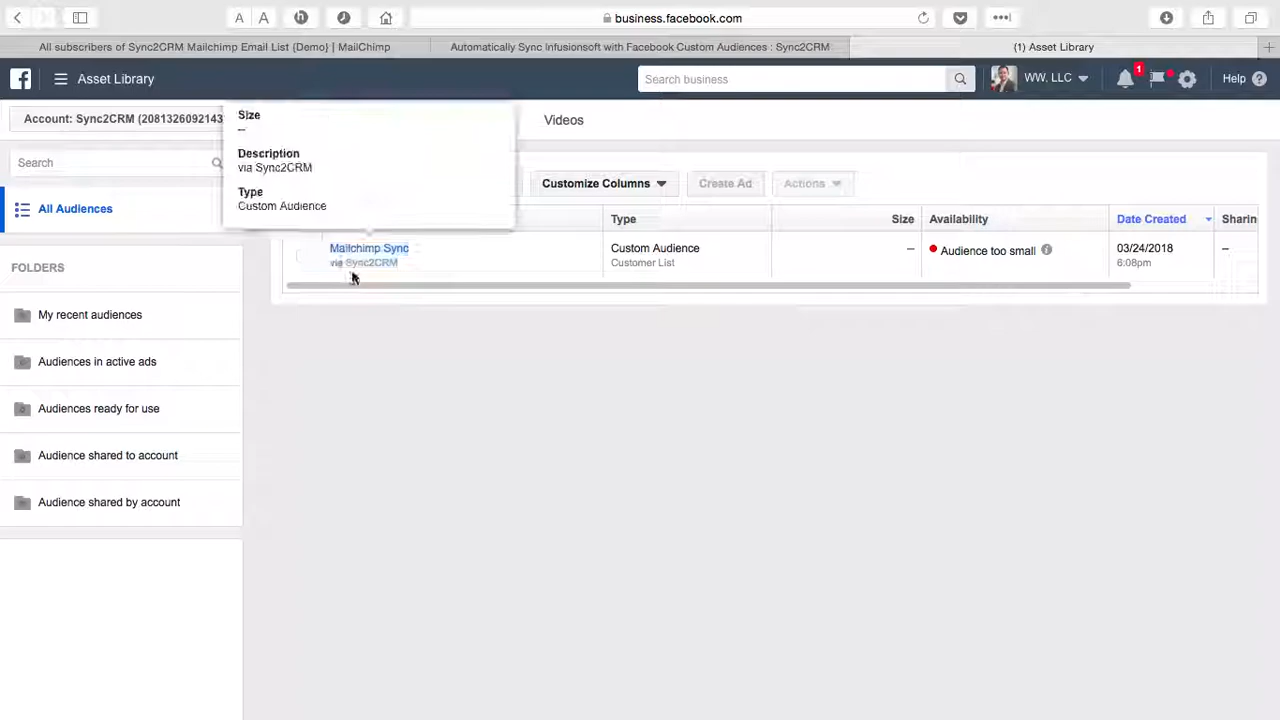 A A
business.facebook.com
All subscribers of Sync2CRM Mailchimp Email List (Demo) | MailChimp
Automatically Sync Infusionsoft with Facebook Custom Audiences : Sync2CRM
(1) Asset Library
Asset Library
Search business
1
WW, LLC
Help
Account: Sync2CRM (2081326092143
Videos
Search
Size
--
Description
via Sync2CRM
Type
Custom Audience
Customize Columns
Create Ad
Actions
All Audiences
Type
Size
Availability
Date Created
Sharin
Mailchimp Sync
via Sync2CRM
Custom Audience
Customer List
--
Audience too small
03/24/2018
6:08pm
--
FOLDERS
My recent audiences
Audiences in active ads
Audiences ready for use
Audience shared to account
Audience shared by account